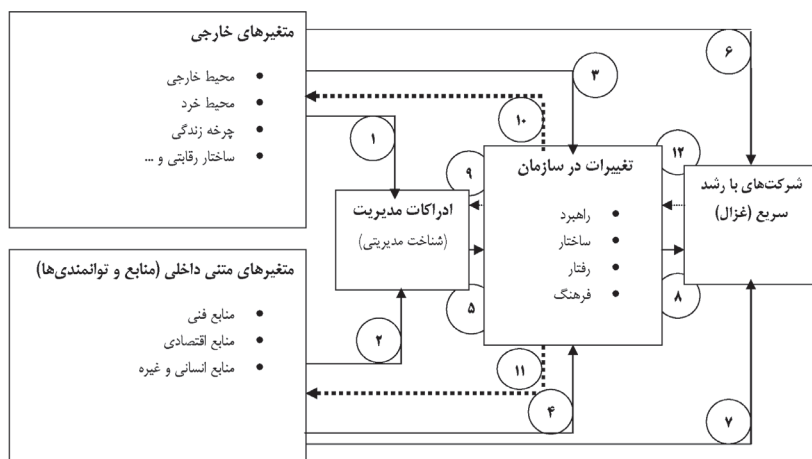 متغیرهای خارجی
محیط خارجی
محیط خرد
چرخه زندگی
ساختار رقابتی و ...
متغیرهای متنی داخلی (منابع و توانمندی‌ها)
منابع فنی
منابع اقتصادی
منابع انسانی و غیره
ادراکات مدیریت
(شناخت مدیریتی)
تغییرات در سازمان
راهبرد
ساختار
رفتار
فرهنگ
شرکت‌های با رشد
سریع (غزال)
۱
۲
۳
۴
۵
۶
۷
۸
۹
۱۰
۱۱
۱۲